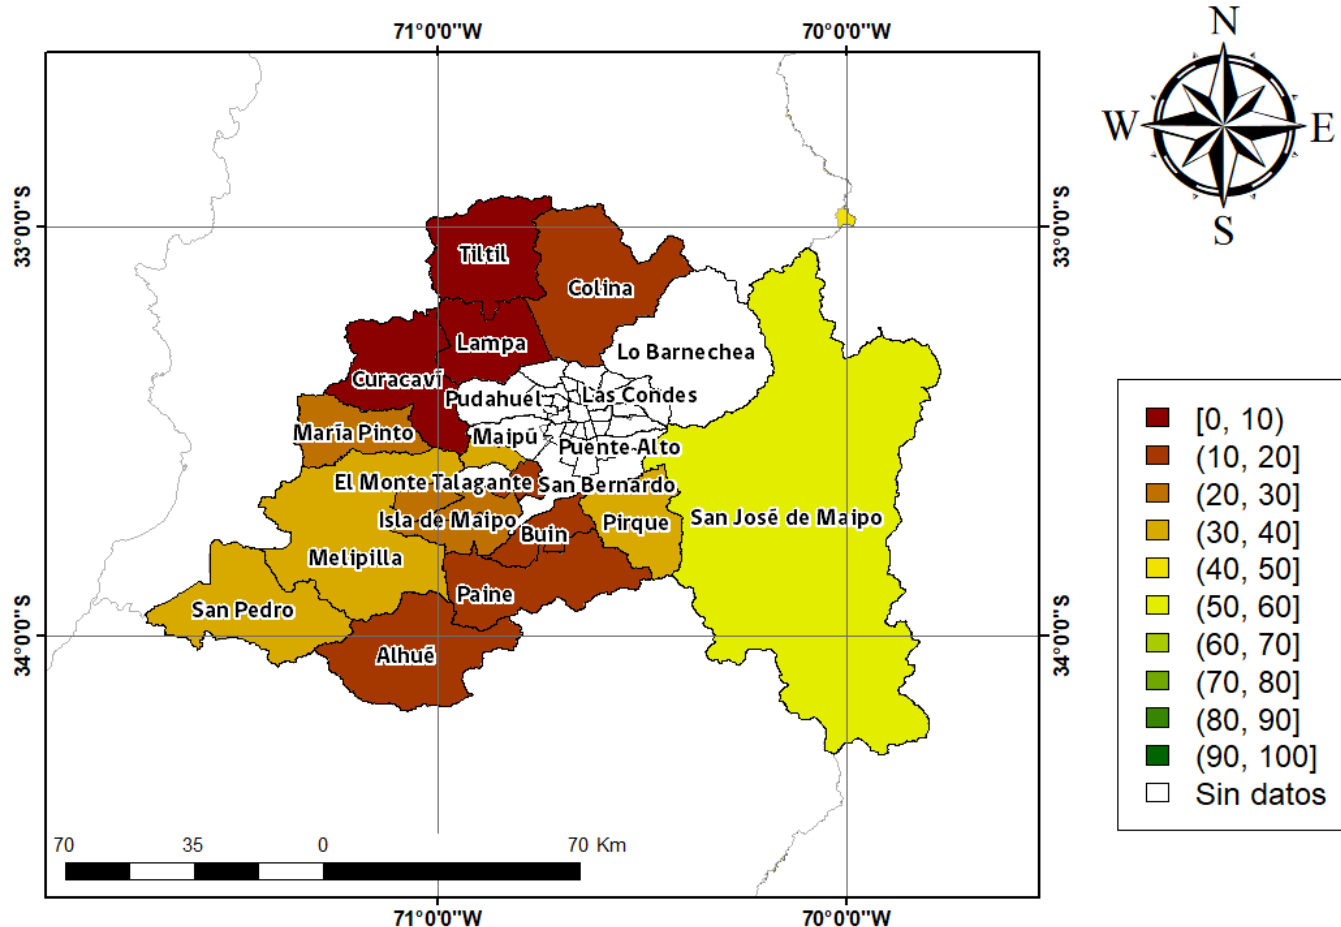 71°0'0"W
70°0'0"W
N
W
E
S
33°0'0"S
33°0'0"S
Tiltil
Colina
Lampa
Lo Barnechea
Curacaví
Pudahuel
Las Condes
María Pinto
Maipú
Puente Alto
El Monte
Talagante
San Bernardo
Isla de Maipo
Buin
Pirque
San José de Maipo
Melipilla
San Pedro
Paine
Alhué
34°0'0"S
34°0'0"S
[0, 10)
(10, 20]
(20, 30]
(30, 40]
(40, 50]
(50, 60]
(60, 70]
(70, 80]
(80, 90]
(90, 100]
Sin datos
70 35 0 70 Km
71°0'0"W
70°0'0"W